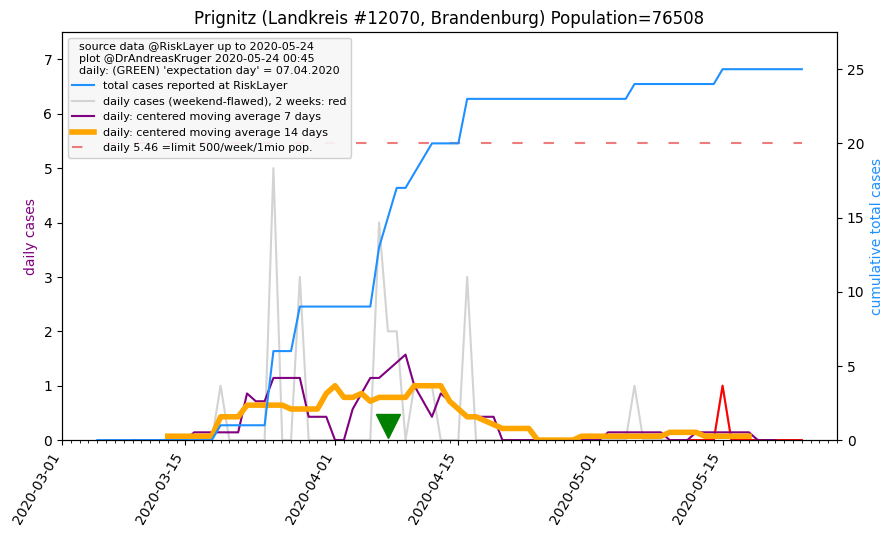 Prignitz (Landkreis #12070, Brandenburg) Population=76508
source data @RiskLayer up to 2020-05-24
plot @DrAndreasKruger 2020-05-24 00:45
daily: (GREEN) 'expectation day' = 07.04.2020
total cases reported at RiskLayer
daily cases (weekend-flawed), 2 weeks: red
daily: centered moving average 7 days
daily: centered moving average 14 days
daily 5.46 =limit 500/week/1mio pop.
daily cases
7
6
5
4
3
2
1
0
cumulative total cases
25
20
15
10
5
0
2020-03-01
2020-03-15
2020-04-01
2020-04-15
2020-05-01
2020-05-15